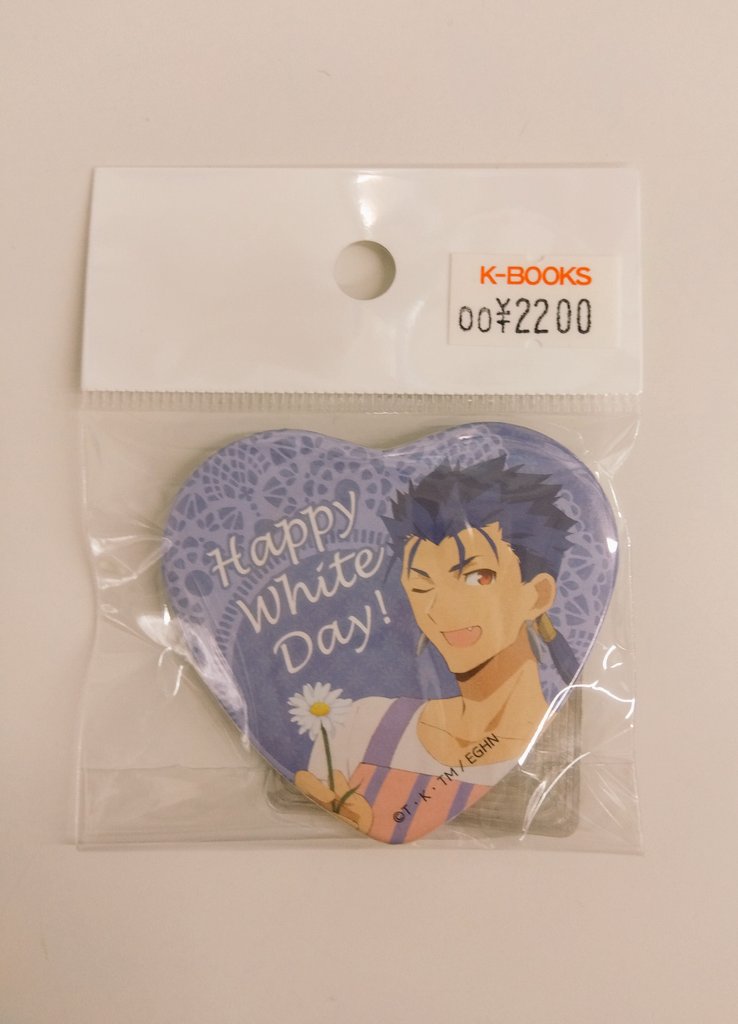 K-BOOKS
00¥2200
Happy
White
Day!
©T・K・TM / EGHN